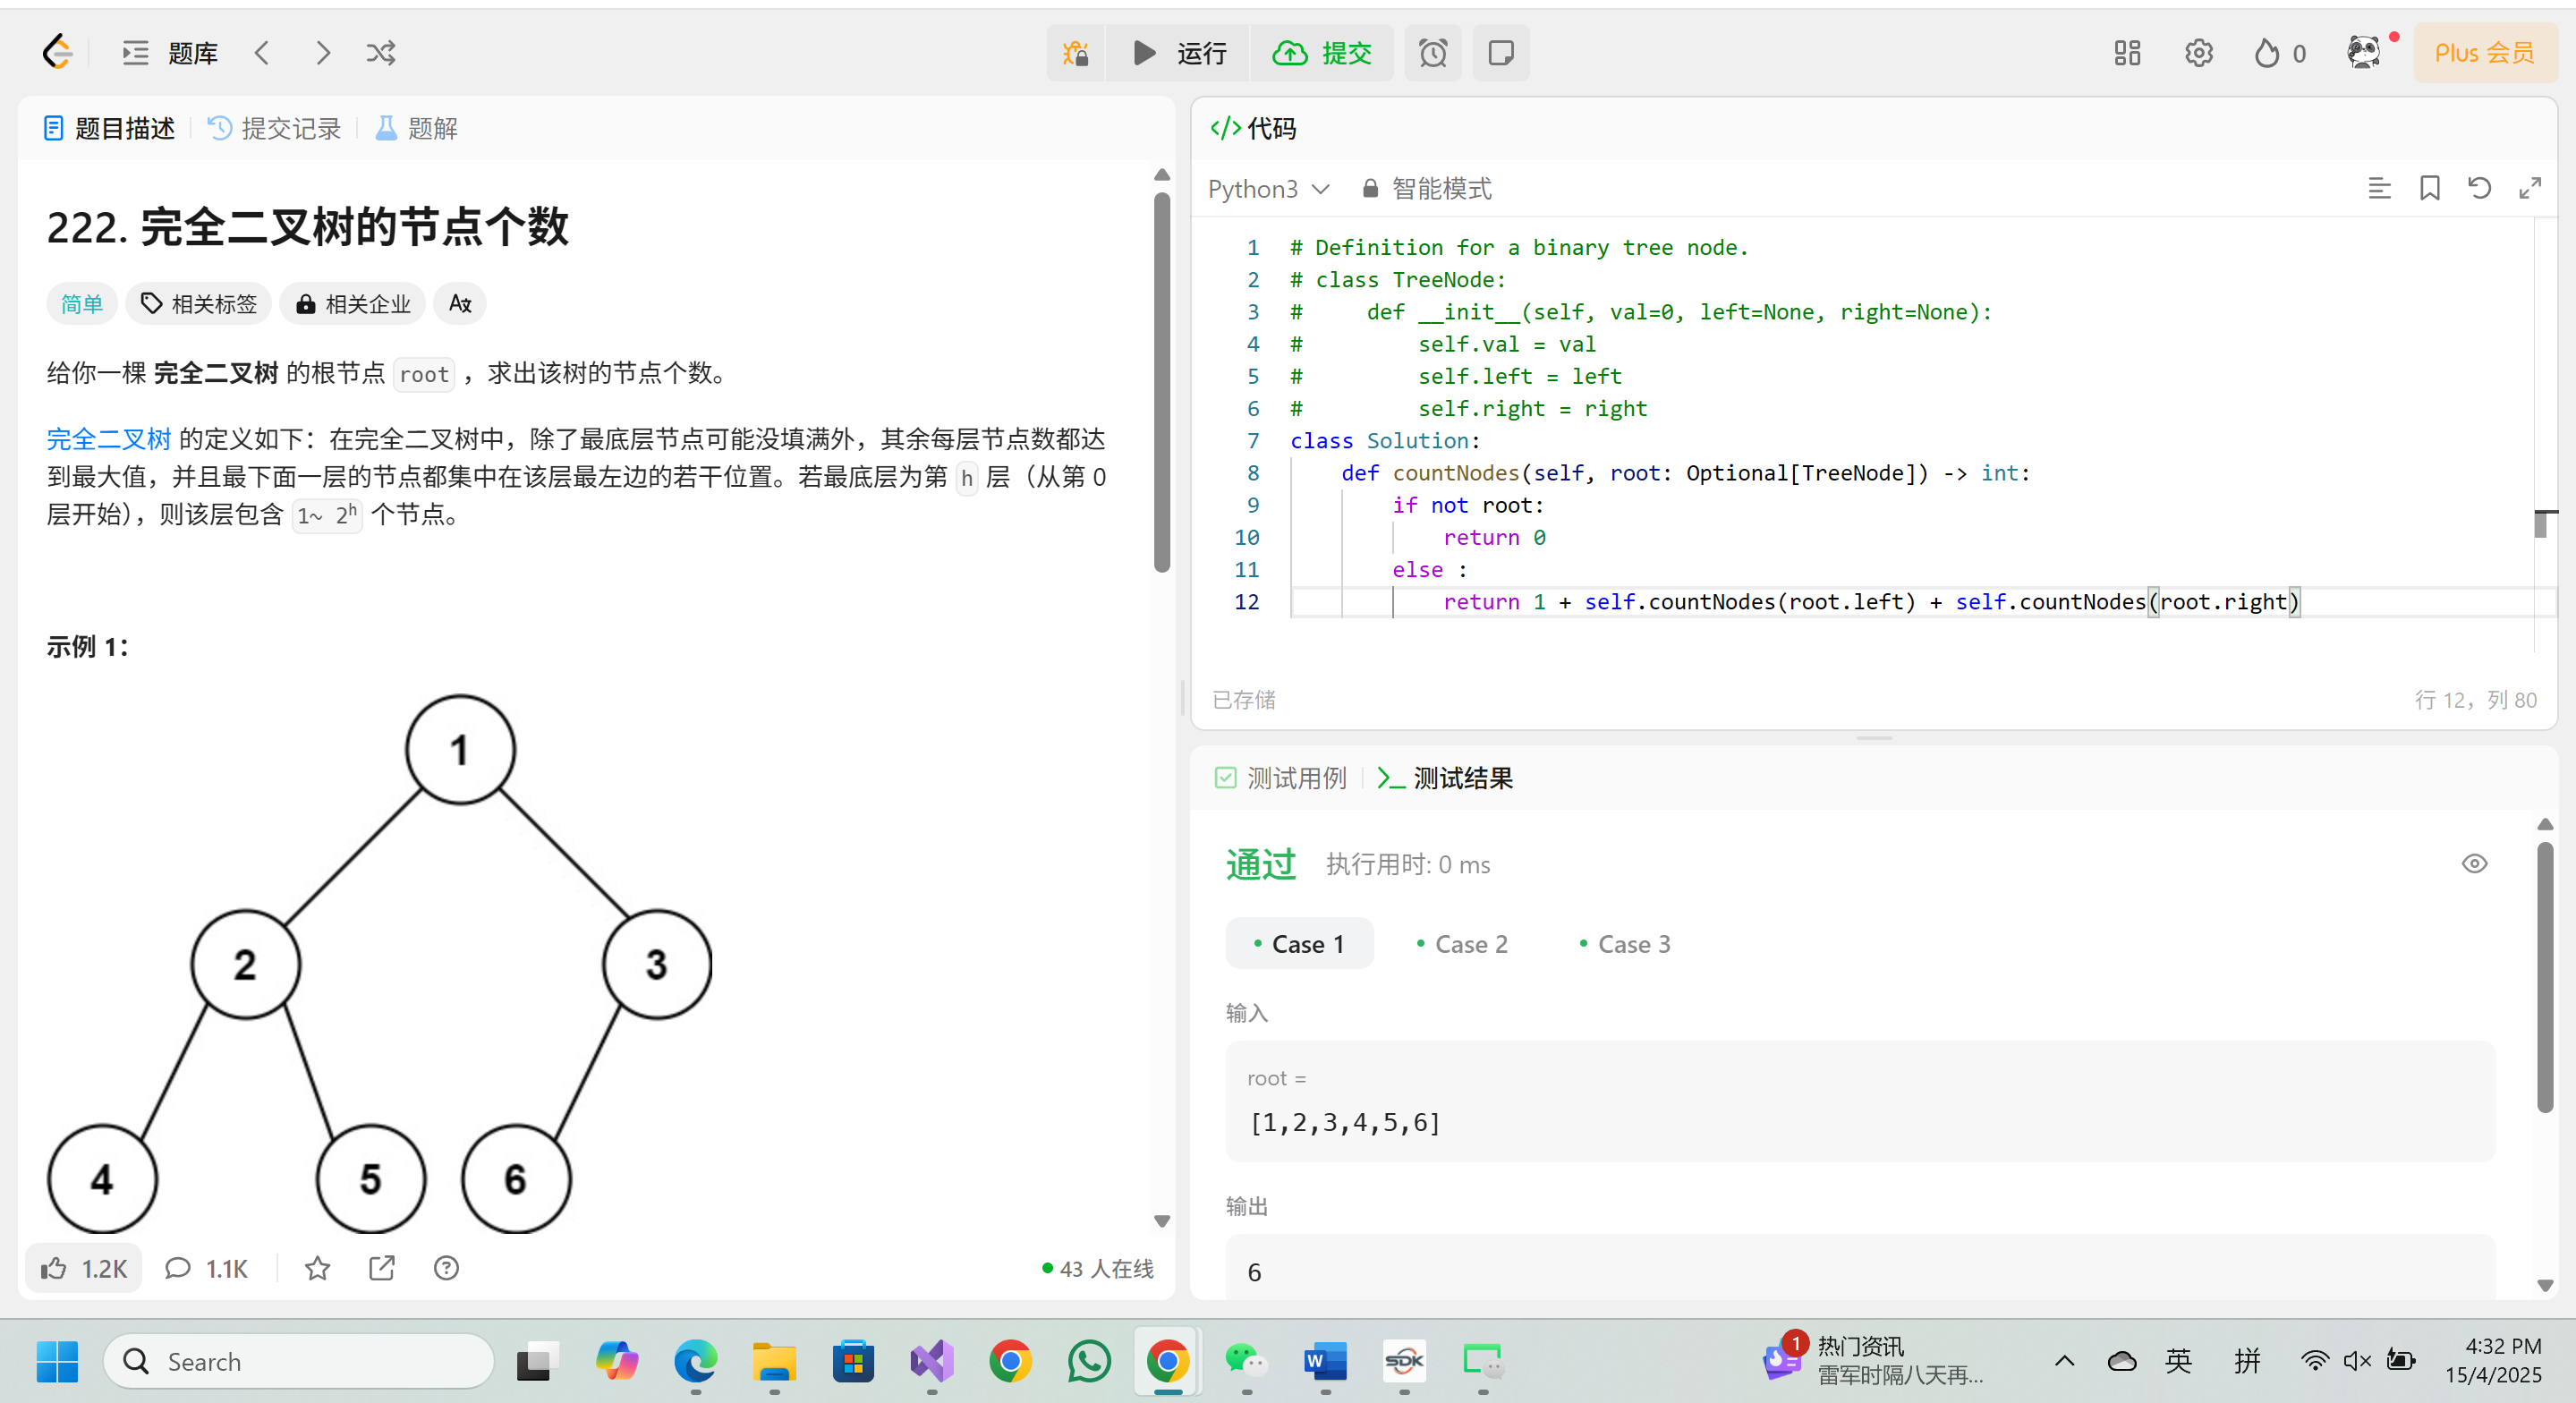 题库
运行
提交
0
Plus 会员
题目描述
提交记录
题解
222. 完全二叉树的节点个数
简单
相关标签
相关企业
给你一棵 完全二叉树 的根节点 root ，求出该树的节点个数。
完全二叉树 的定义如下：在完全二叉树中，除了最底层节点可能没填满外，其余每层节点数都达
到最大值，并且最下面一层的节点都集中在该层最左边的若干位置。若最底层为第 h 层（从第 0
层开始），则该层包含 1~ 2ʰ 个节点。
示例 1：
1
2
3
4
5
6
1.2K
1.1K
43 人在线
代码
Python3
智能模式
1 # Definition for a binary tree node.
2 # class TreeNode:
3 #     def __init__(self, val=0, left=None, right=None):
4 #         self.val = val
5 #         self.left = left
6 #         self.right = right
7 class Solution:
8     def countNodes(self, root: Optional[TreeNode]) -> int:
9         if not root:
10             return 0
11         else :
12             return 1 + self.countNodes(root.left) + self.countNodes(root.right)
已存储
行 12，列 80
测试用例
测试结果
通过
执行用时: 0 ms
Case 1
Case 2
Case 3
输入
root =
[1,2,3,4,5,6]
输出
6
Search
W
SDK
1
热门资讯
雷军时隔八天再...
英
拼
4:32 PM
15/4/2025